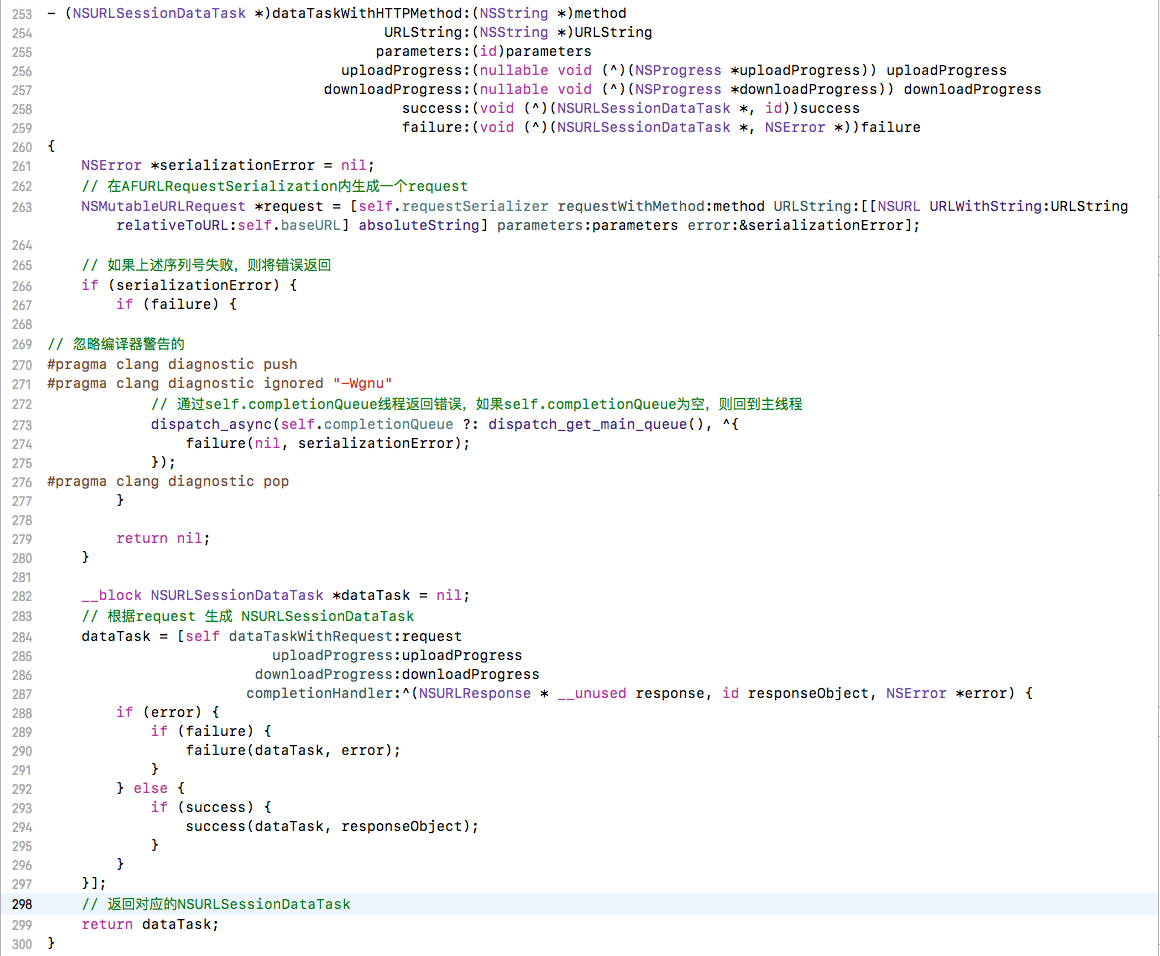 253 - (NSURLSessionDataTask *)dataTaskWithHTTPMethod:(NSString *)method
254                                        URLString:(NSString *)URLString
255                                       parameters:(id)parameters
256                                   uploadProgress:(nullable void (^)(NSProgress *uploadProgress)) uploadProgress
257                                 downloadProgress:(nullable void (^)(NSProgress *downloadProgress)) downloadProgress
258                                          success:(void (^)(NSURLSessionDataTask *, id))success
259                                          failure:(void (^)(NSURLSessionDataTask *, NSError *))failure
260 {
261     NSError *serializationError = nil;
262     // 在AFURLRequestSerialization内生成一个request
263     NSMutableURLRequest *request = [self.requestSerializer requestWithMethod:method URLString:[[NSURL URLWithString:URLString
            relativeToURL:self.baseURL] absoluteString] parameters:parameters error:&serializationError];
264
265     // 如果上述序列号失败，则将错误返回
266     if (serializationError) {
267         if (failure) {
268
269 // 忽略编译器警告的
270 #pragma clang diagnostic push
271 #pragma clang diagnostic ignored "-Wgnu"
272             // 通过self.completionQueue线程返回错误，如果self.completionQueue为空，则回到主线程
273             dispatch_async(self.completionQueue ?: dispatch_get_main_queue(), ^{
274                 failure(nil, serializationError);
275             });
276 #pragma clang diagnostic pop
277         }
278
279         return nil;
280     }
281
282     __block NSURLSessionDataTask *dataTask = nil;
283     // 根据request 生成 NSURLSessionDataTask
284     dataTask = [self dataTaskWithRequest:request
285                           uploadProgress:uploadProgress
286                         downloadProgress:downloadProgress
287                        completionHandler:^(NSURLResponse * __unused response, id responseObject, NSError *error) {
288         if (error) {
289             if (failure) {
290                 failure(dataTask, error);
291             }
292         } else {
293             if (success) {
294                 success(dataTask, responseObject);
295             }
296         }
297     }];
298     // 返回对应的NSURLSessionDataTask
299     return dataTask;
300 }